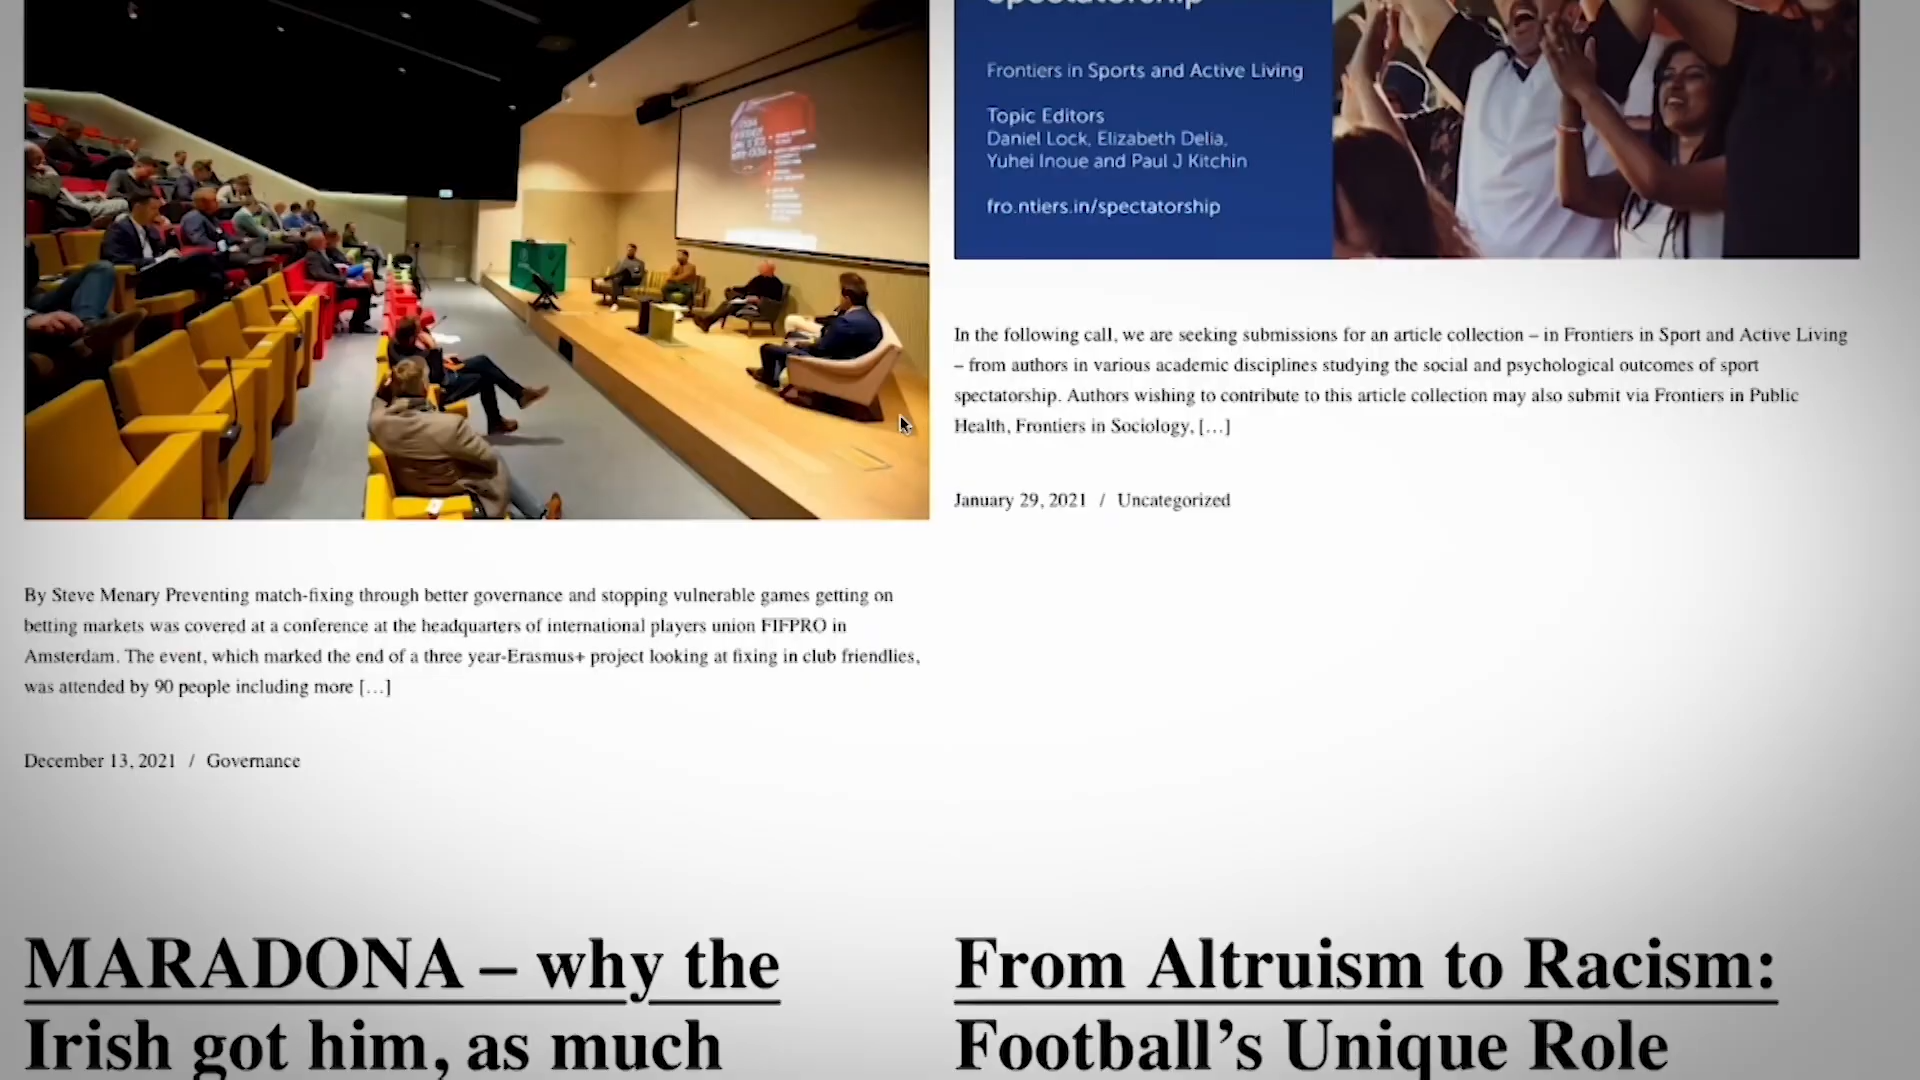 Spectatorship
Frontiers in Sports and Active Living
Topic Editors
Daniel Lock, Elizabeth Delia,
Yuhei Inoue and Paul J Kitchin
fro.ntiers.in/spectatorship
In the following call, we are seeking submissions for an article collection – in Frontiers in Sport and Active Living
– from authors in various academic disciplines studying the social and psychological outcomes of sport
spectatorship. Authors wishing to contribute to this article collection may also submit via Frontiers in Public
Health, Frontiers in Sociology, […]
January 29, 2021 / Uncategorized
By Steve Menary Preventing match-fixing through better governance and stopping vulnerable games getting on
betting markets was covered at a conference at the headquarters of international players union FIFPRO in
Amsterdam. The event, which marked the end of a three year-Erasmus+ project looking at fixing in club friendlies,
was attended by 90 people including more […]
December 13, 2021 / Governance
MARADONA – why the
Irish got him, as much
From Altruism to Racism:
Football’s Unique Role